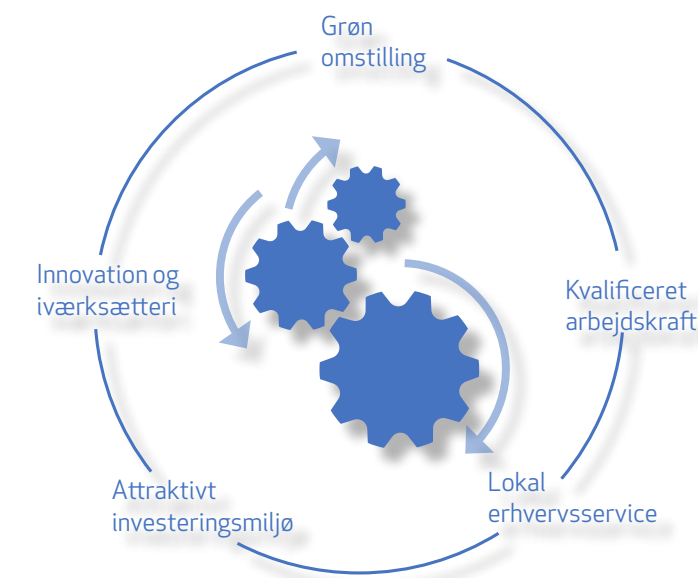 Grøn
omstilling
Kvalificeret
arbejdskraft
Lokal
erhvervsservice
Attraktivt
investeringsmiljø
Innovation og
iværksætteri